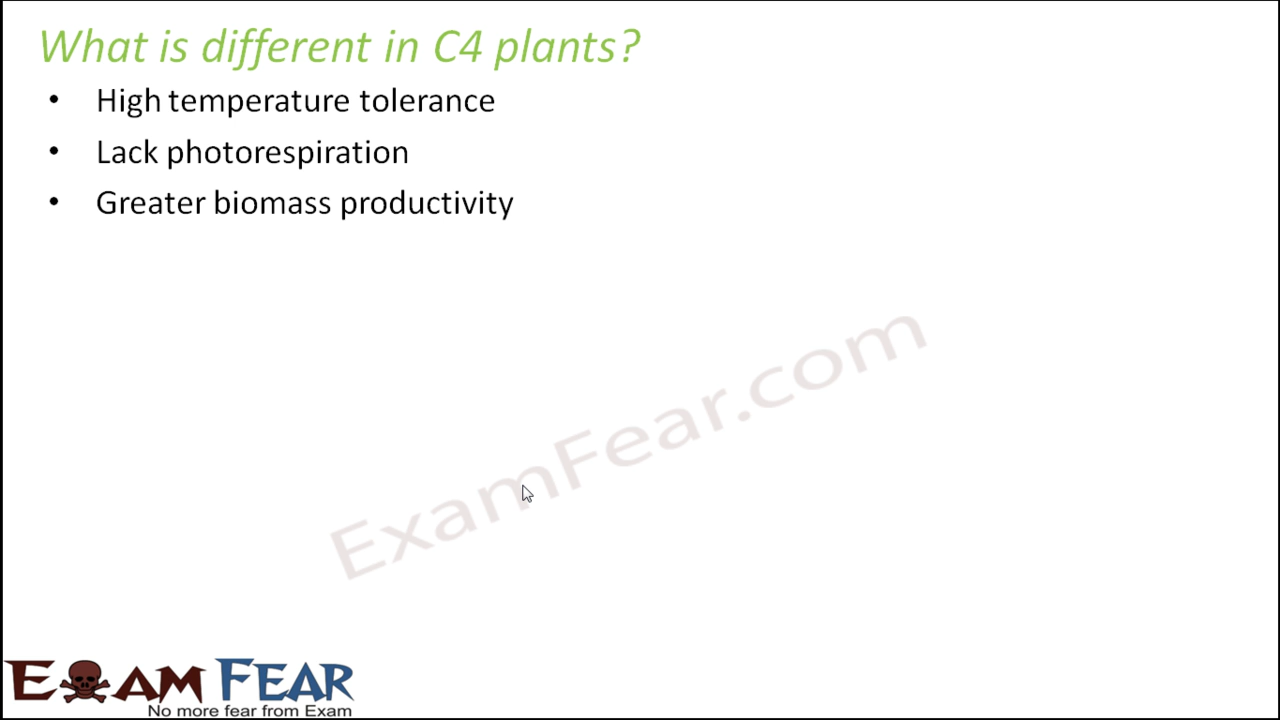 What is different in C4 plants?
• High temperature tolerance
• Lack photorespiration
• Greater biomass productivity
ExamFear.com
EXAM FEAR
No more fear from Exam